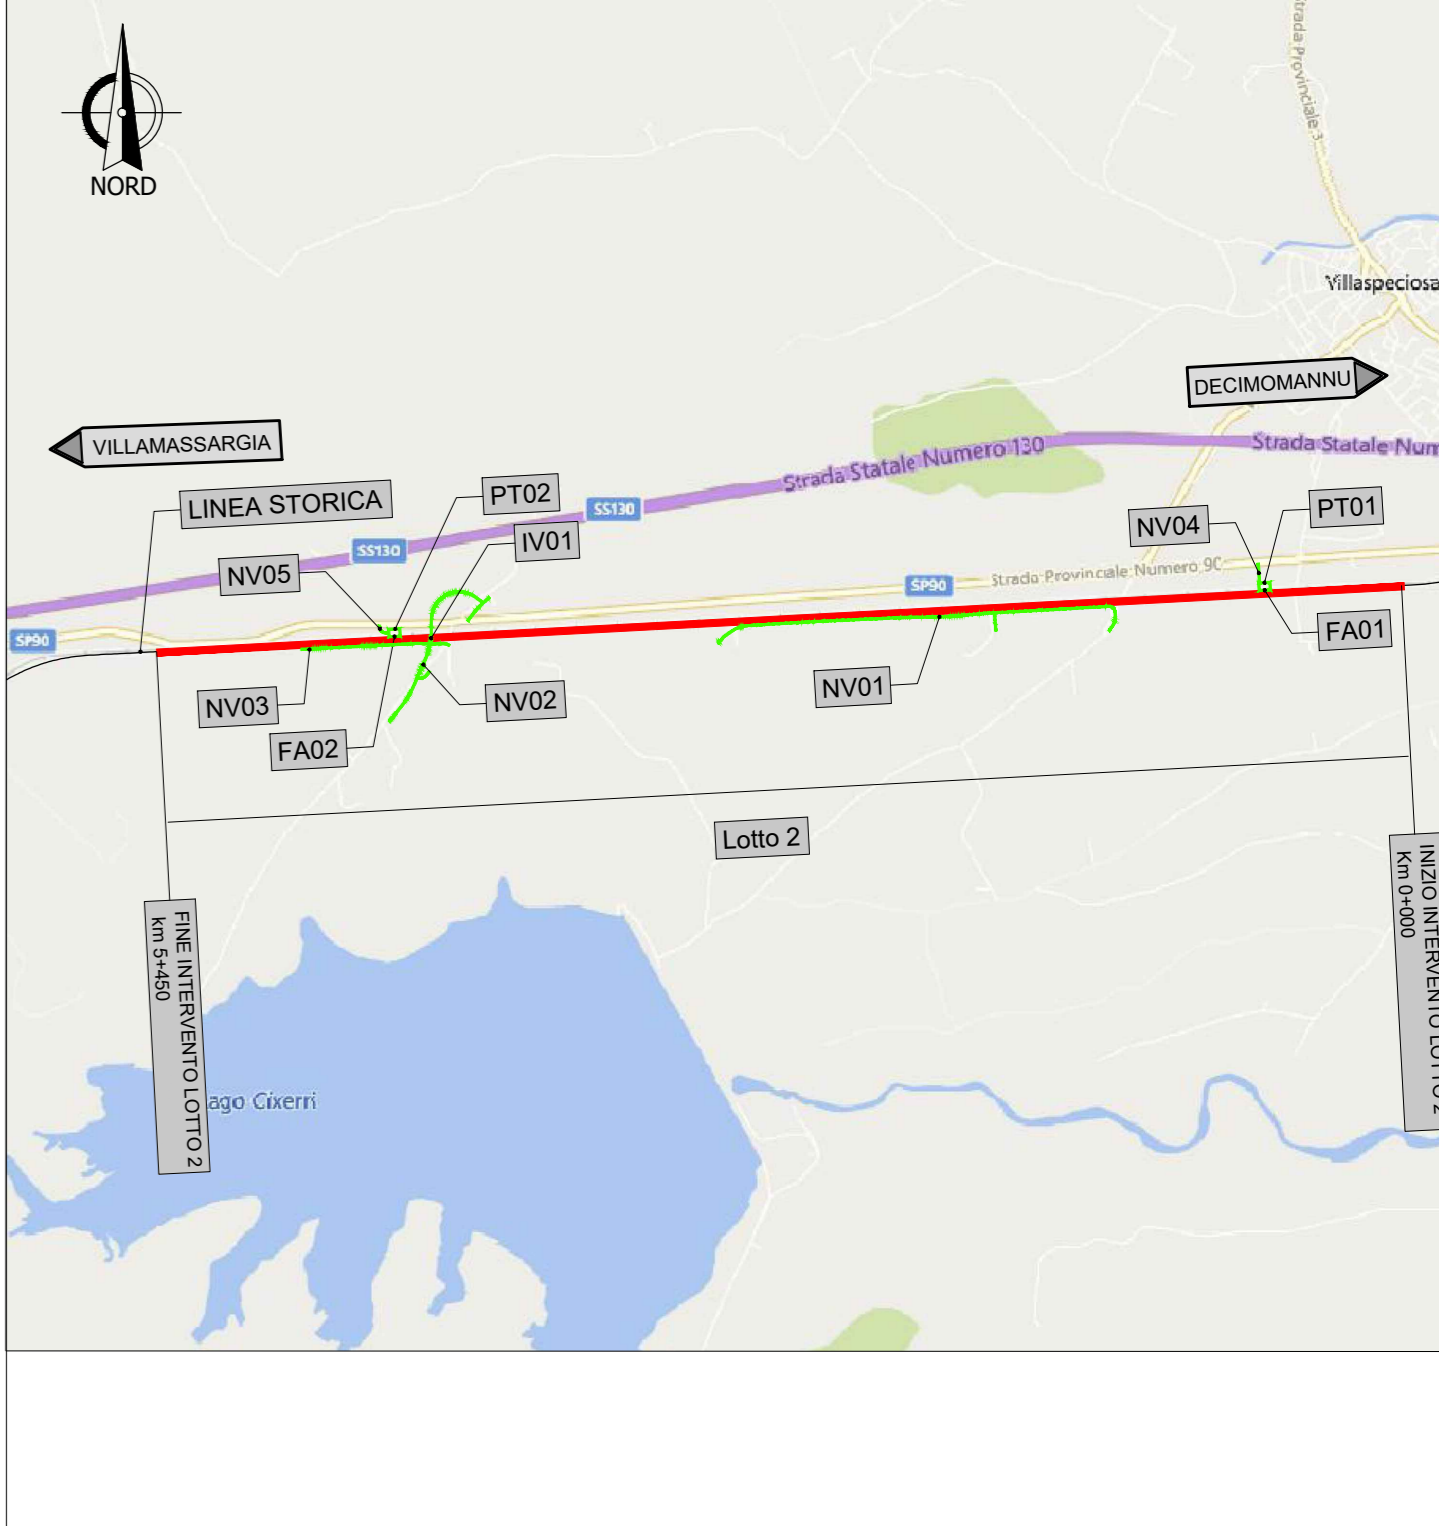 Strada Provinciale 3
NORD
Villaspeciosa
DECIMOMANNU
VILLAMASSARGIA
Strada Statale Numero 130
Strada Statale Num
LINEA STORICA
PT02
SS130
PT01
NV04
IV01
SS130
NV05
Strada Provinciale Numero 90
SP90
SP90
FA01
NV01
NV02
NV03
FA02
Lotto 2
INIZIO INTERVENTO LOTTO 2
Km 0+000
FINE INTERVENTO LOTTO 2
km 5+450
ago Cixerri